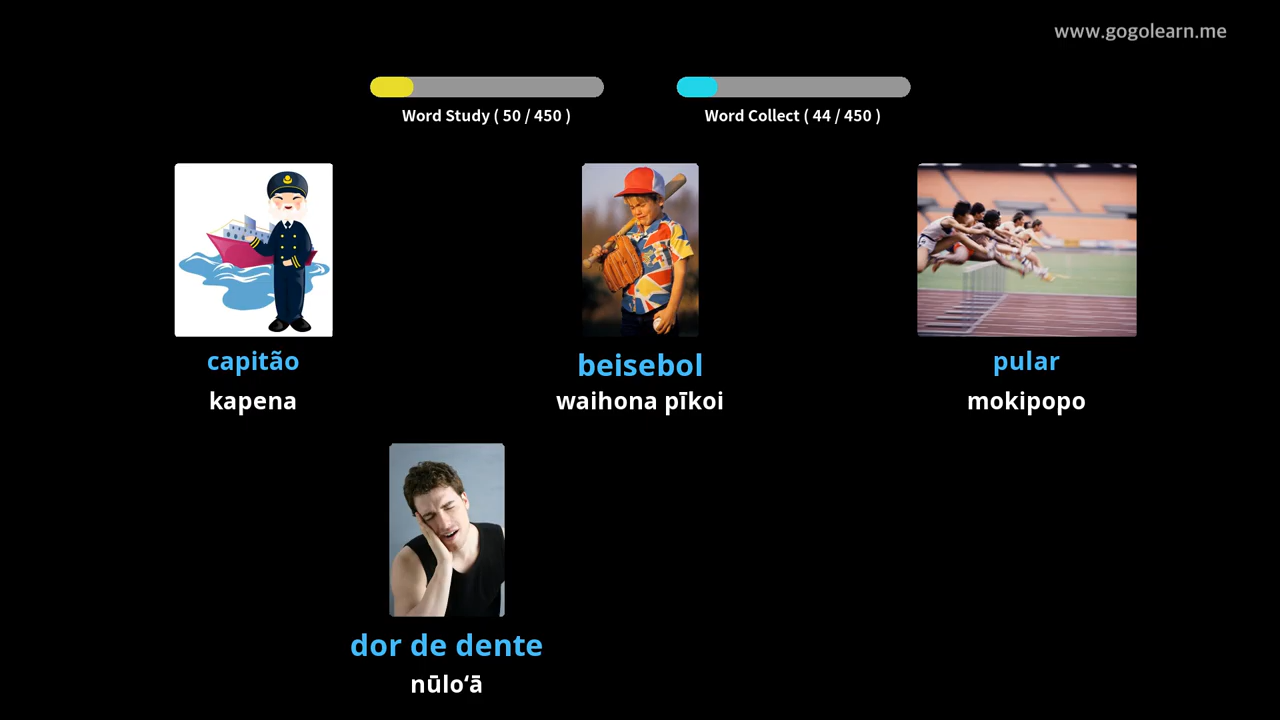 www.gogolearn.me
Word Study ( 50 / 450 )
Word Collect ( 44 / 450 )
capitão
kapena
beisebol
waihona pīkoi
pular
mokipopo
dor de dente
nūloʻā